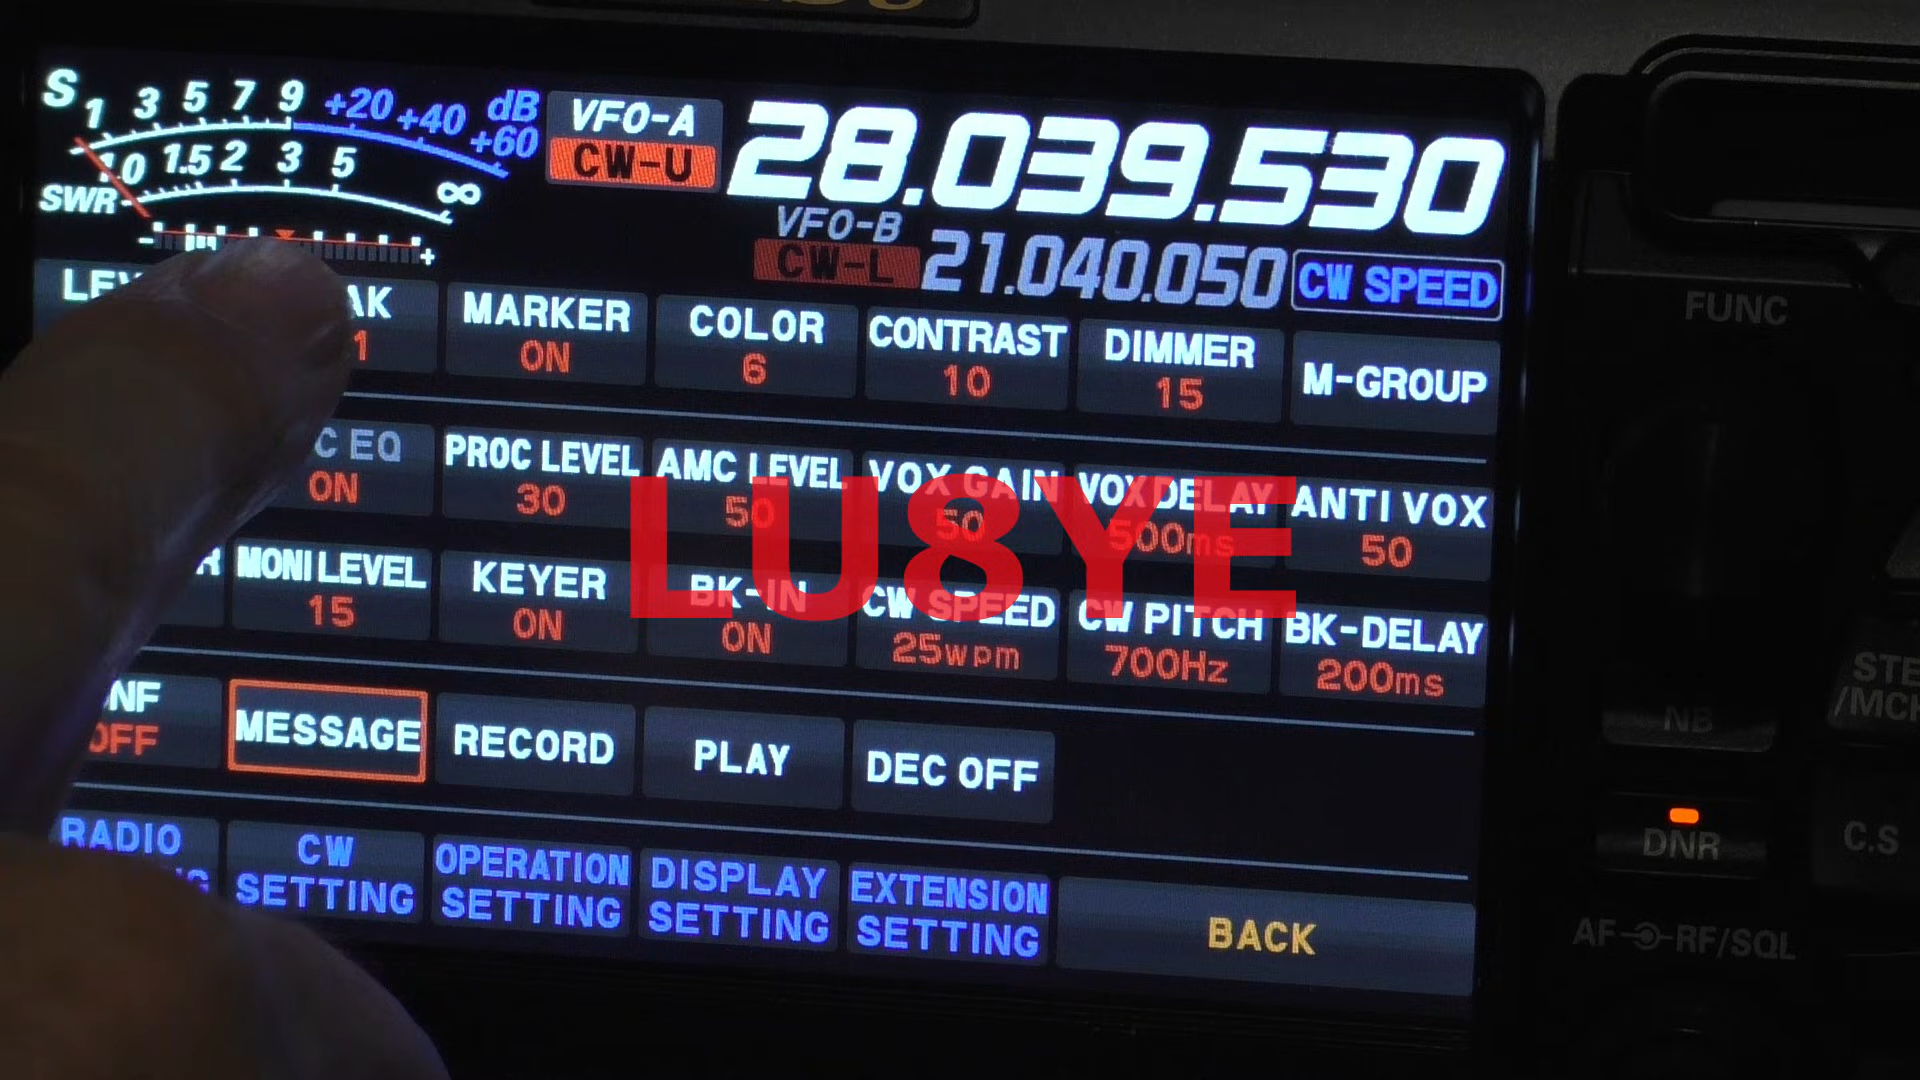 S 1 3 5 7 9 +20 +40 +60 dB
1.0 1.5 2 3 5 ∞
SWR
- +
VFO-A
CW-U
28.039.530
VFO-B
CW-L
21.040.050
CW SPEED
MARKER COLOR CONTRAST DIMMER M-GROUP
1 ON 6 10 15
EQ PROC LEVEL AMC LEVEL VOX GAIN VOX DELAY ANTI VOX
ON 30 50 50 500ms 50
LU8YE
MONI LEVEL KEYER BK-IN CW SPEED CW PITCH BK-DELAY
15 ON ON 25wpm 700Hz 200ms
OFF
MESSAGE RECORD PLAY DEC OFF
RADIO CW OPERATION DISPLAY EXTENSION
SETTING SETTING SETTING SETTING
BACK
FUNC
NB
DNR
C.S
AF RF/SQL